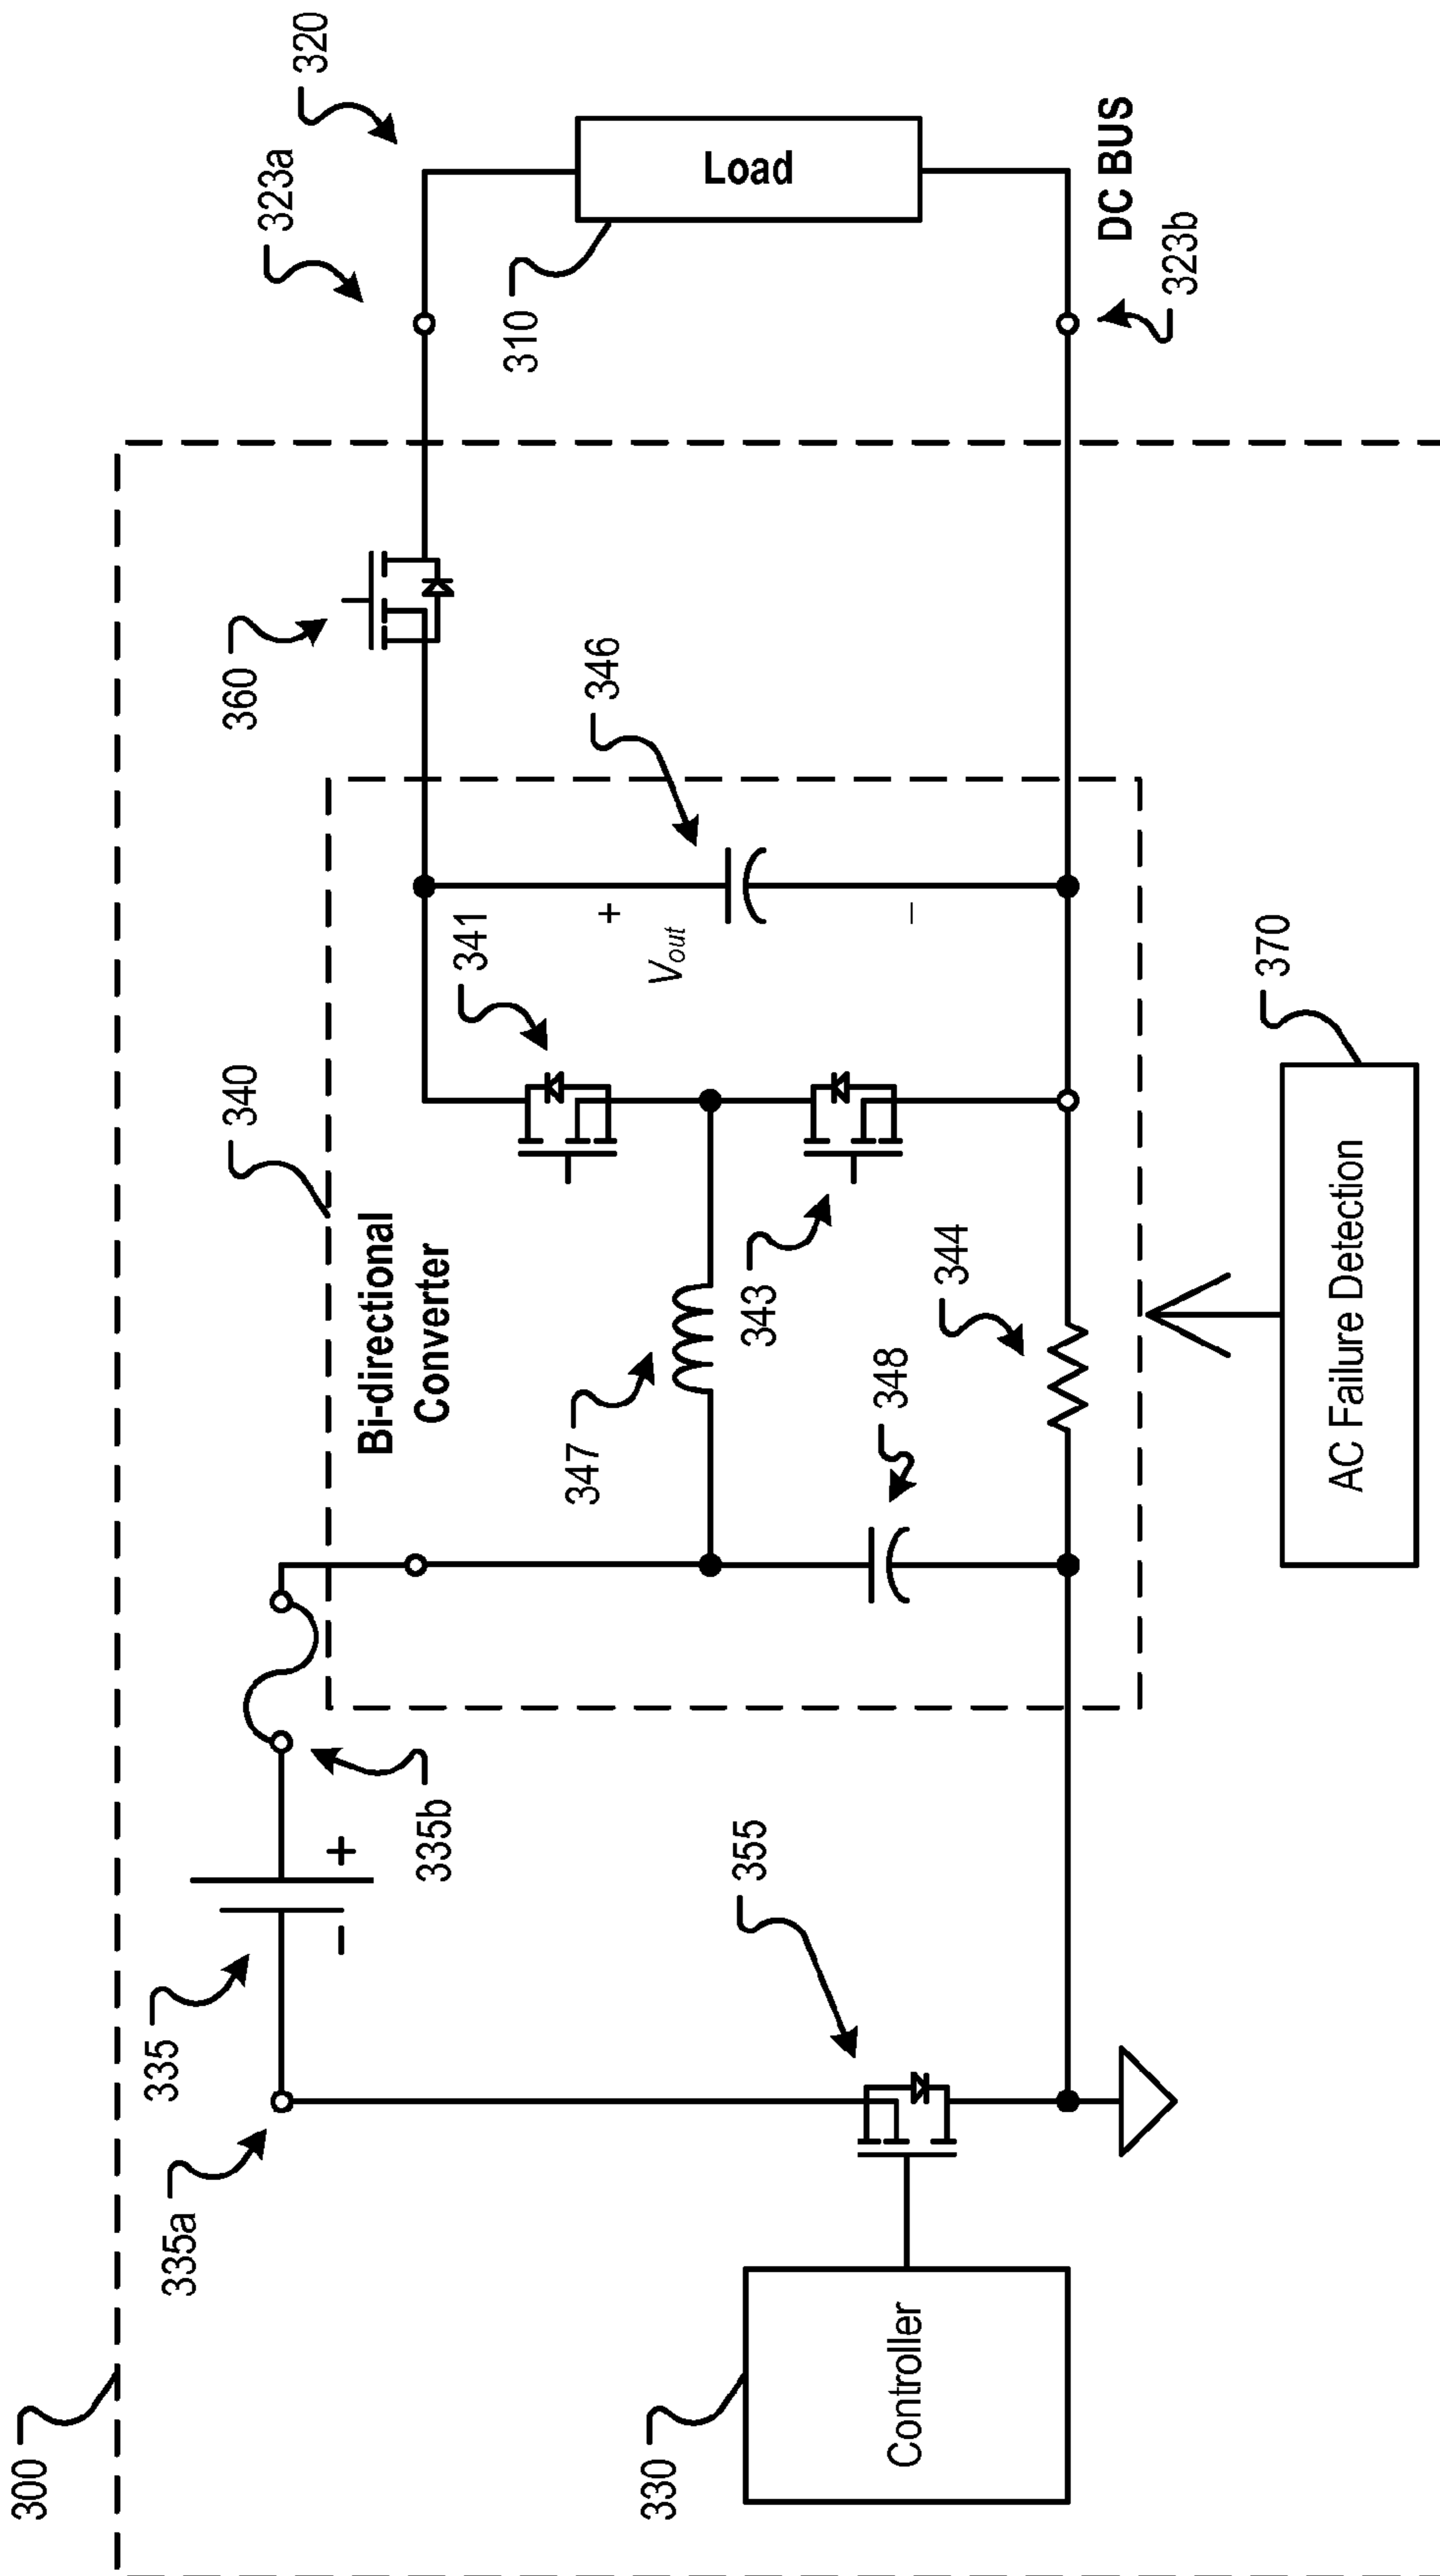 300
335a
335
335b
340
360
323a
320
Bi-directional
Converter
341
346
+
V_out
−
347
343
348
344
355
330
Controller
310
Load
DC BUS
323b
− +
AC Failure Detection
370